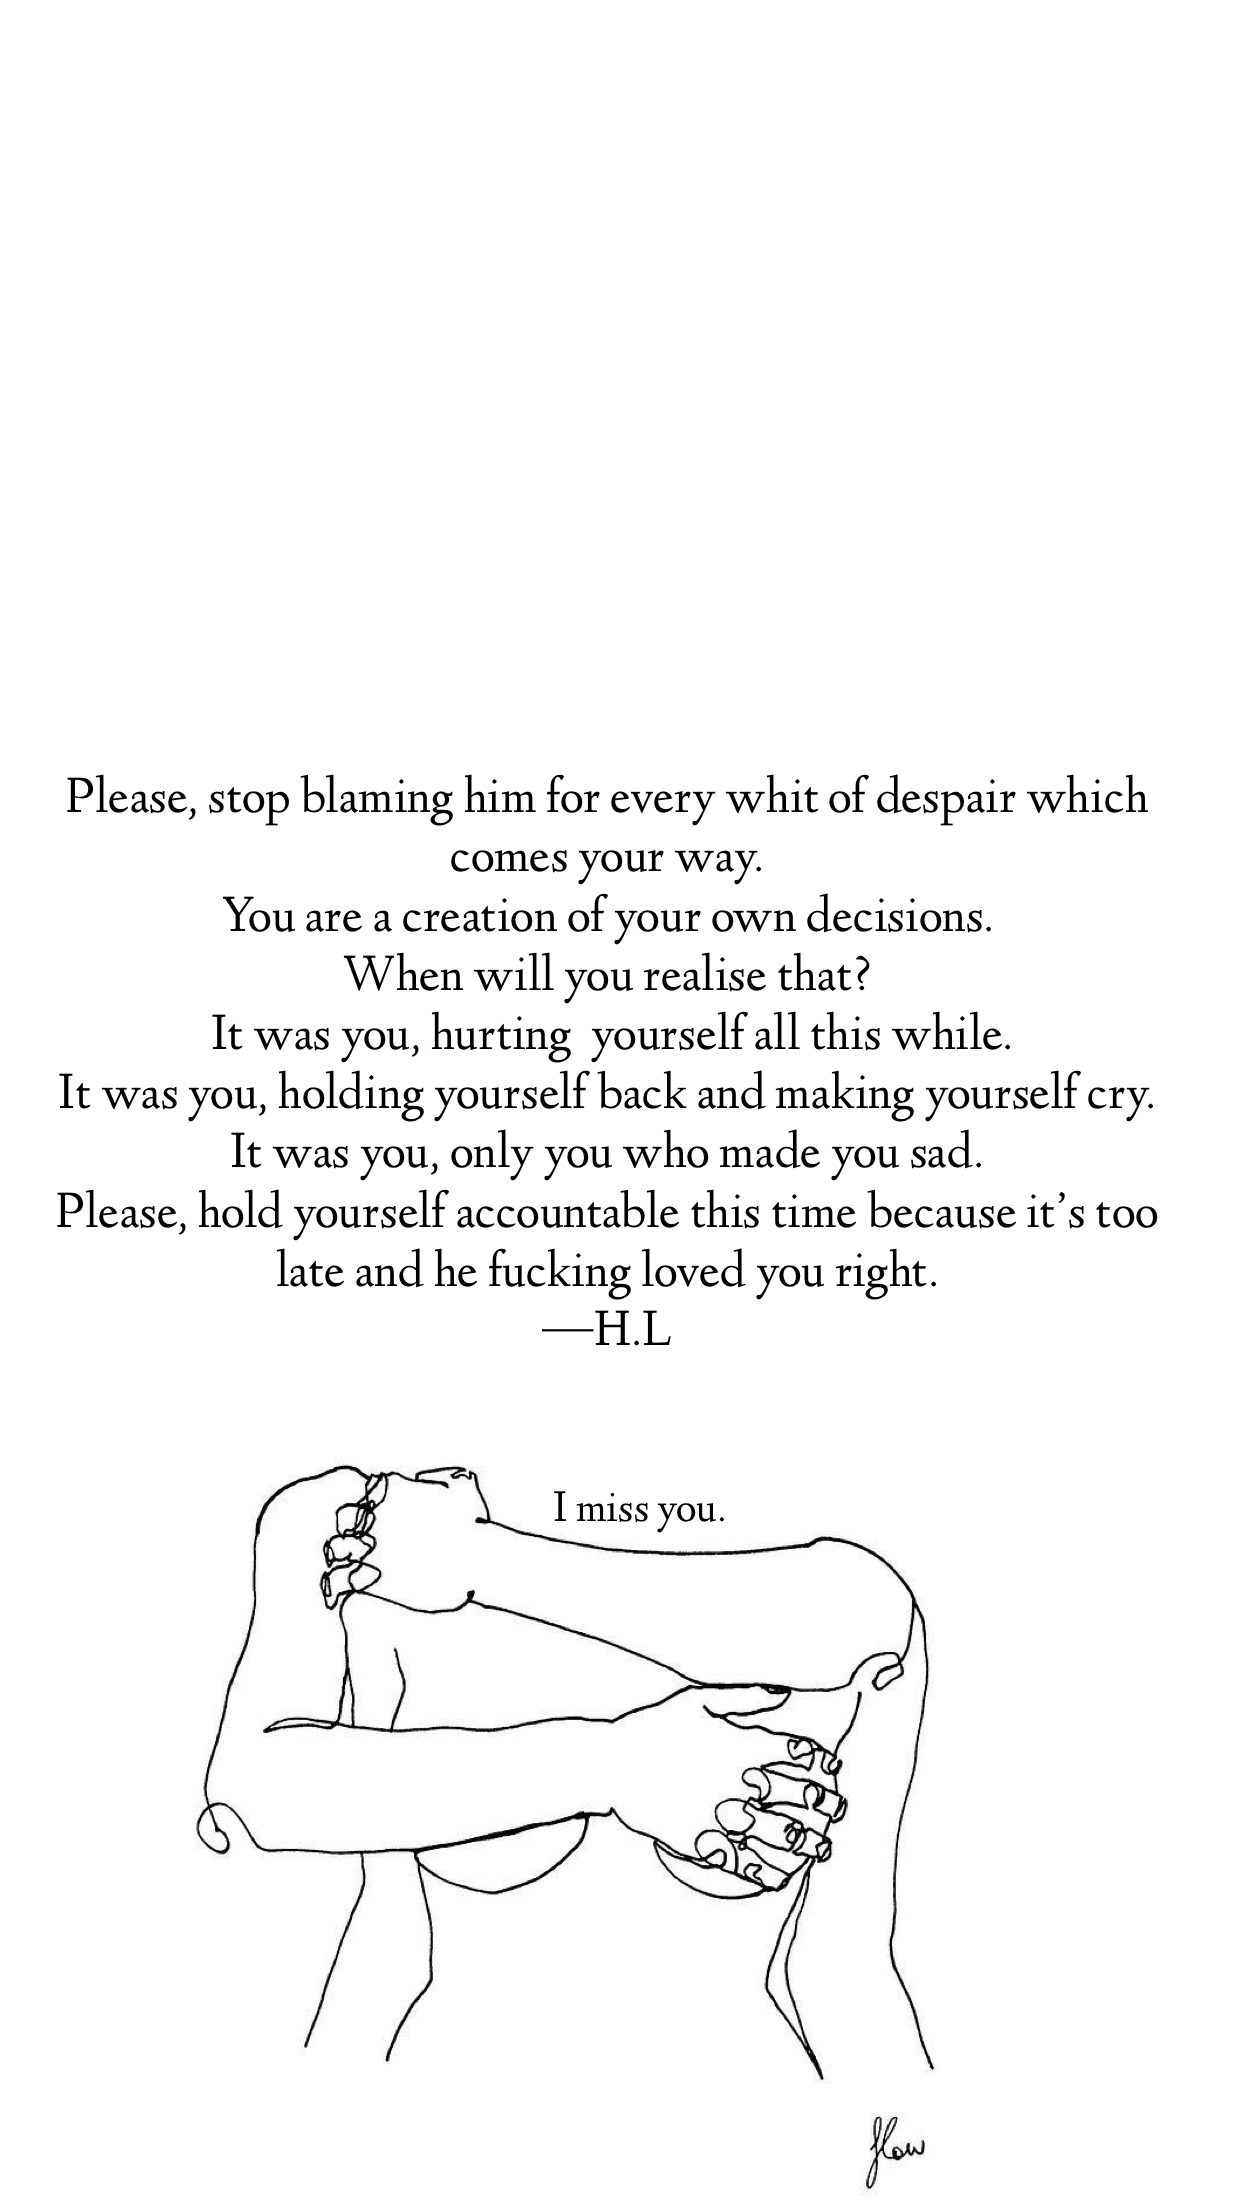 Please, stop blaming him for every whit of despair which
comes your way.
You are a creation of your own decisions.
When will you realise that?
It was you, hurting  yourself all this while.
It was you, holding yourself back and making yourself cry.
It was you, only you who made you sad.
Please, hold yourself accountable this time because it’s too
late and he fucking loved you right.
—H.L
I miss you.
flow